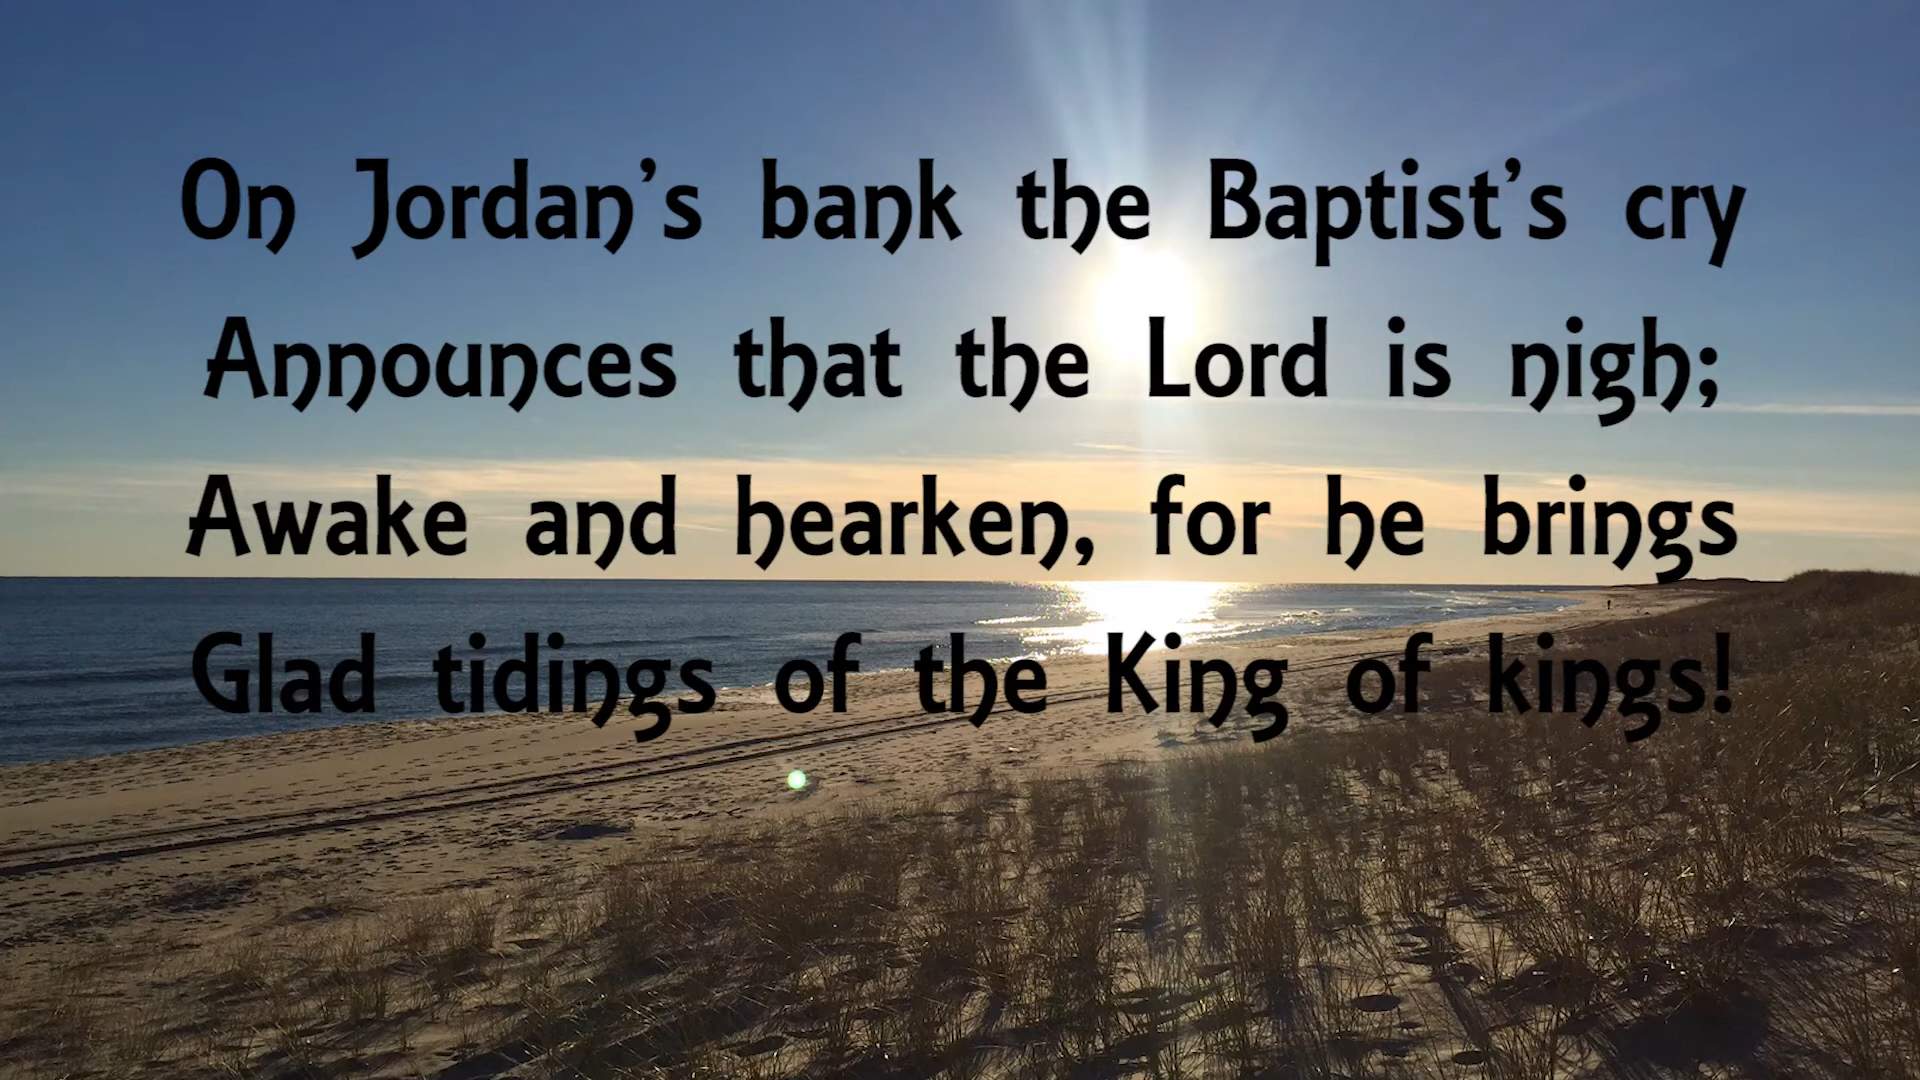 On Jordan's bank the Baptist's cry
Announces that the Lord is nigh;
Awake and hearken, for he brings
Glad tidings of the King of kings!